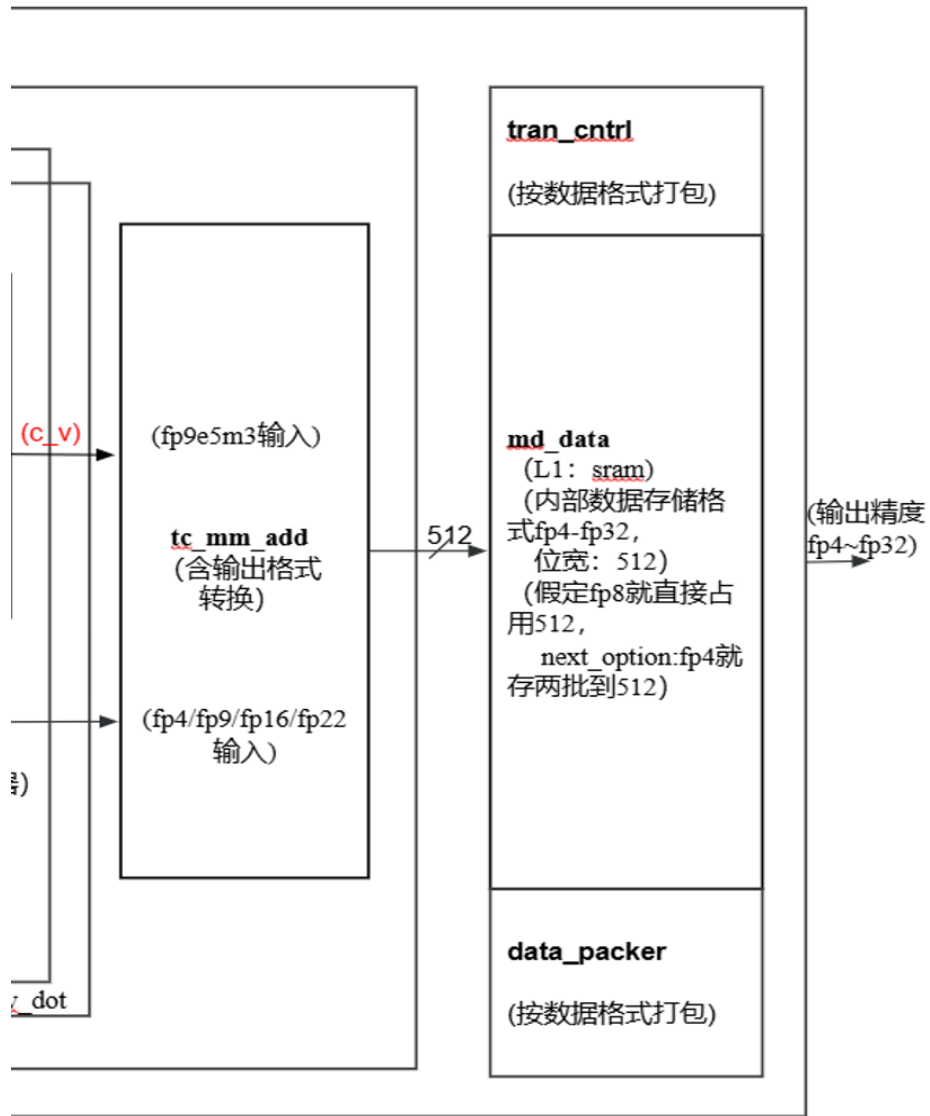 tran_cntrl
(按数据格式打包)
(c_v)
(fp9e5m3输入)
tc_mm_add
(含输出格式
转换)
(fp4/fp9/fp16/fp22
输入)
器)
_dot
512
md_data
(L1：sram)
(内部数据存储格
式fp4-fp32,
位宽：512)
(假定fp8就直接占
用512,
next_option:fp4就
存两批到512)
(输出精度
fp4~fp32)
data_packer
(按数据格式打包)